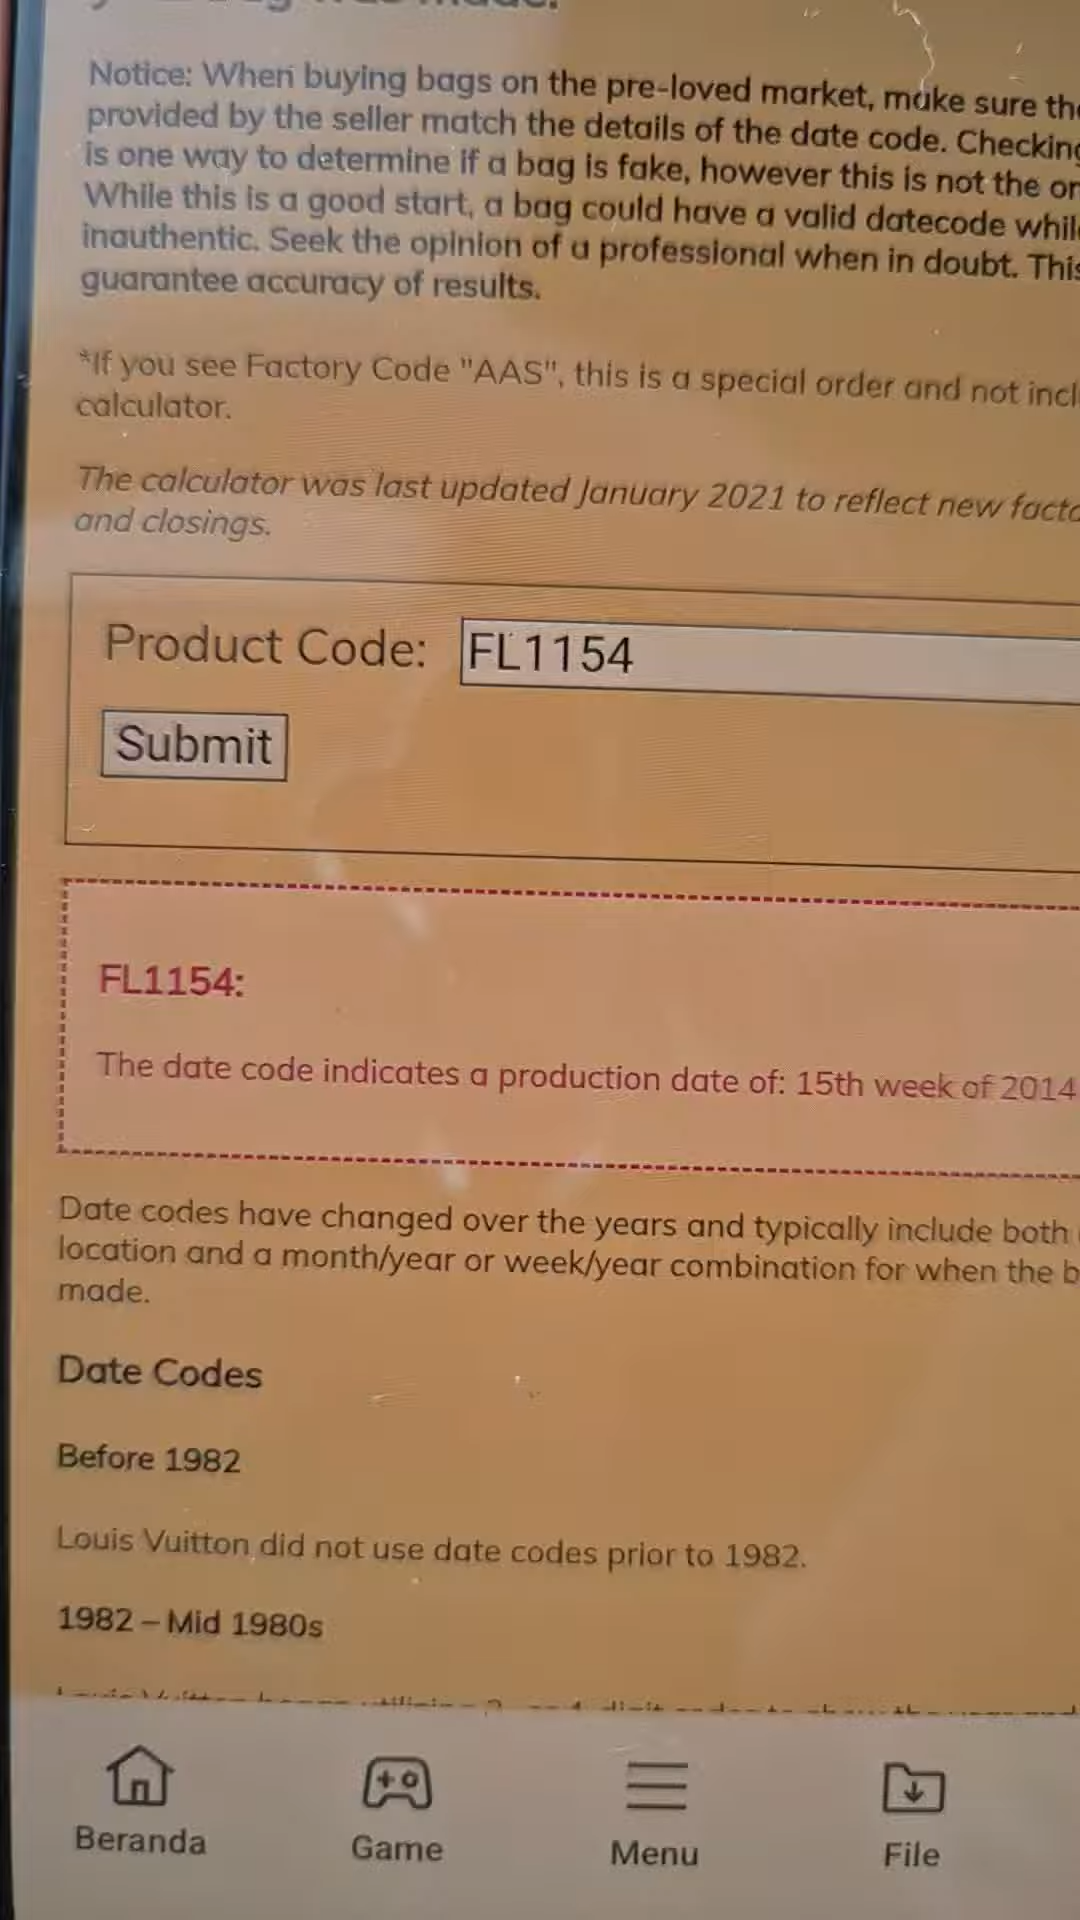 Notice: When buying bags on the pre-loved market, make sure
provided by the seller match the details of the date code. Checking
is one way to determine if a bag is fake, however this is not the
While this is a good start, a bag could have a valid datecode
inauthentic. Seek the opinion of a professional when in doubt. This
guarantee accuracy of results.
*If you see Factory Code "AAS", this is a special order and not
calculator.
The calculator was last updated January 2021 to reflect new
and closings.
Product Code: FL1154
Submit
FL1154:
The date code indicates a production date of: 15th week of 2014
Date codes have changed over the years and typically include both
location and a month/year or week/year combination for when the
made.
Date Codes
Before 1982
Louis Vuitton did not use date codes prior to 1982.
1982 – Mid 1980s
Beranda
Game
Menu
File